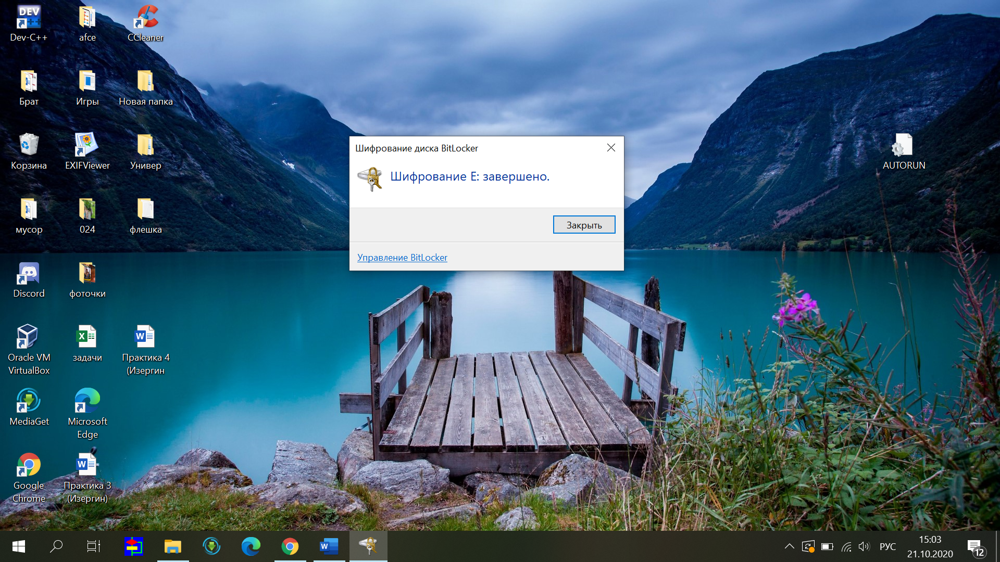 DEV
Dev-C++
afce
CCleaner
Брат
Игры
Новая папка
Корзина
EXIFViewer
Универ
мусор
024
флешка
Discord
фоточки
Oracle VM
VirtualBox
задачи
Практика 4
(Изергин
MediaGet
Microsoft
Edge
Google
Chrome
Практика 3
(Изергин)
AUTORUN
Шифрование диска BitLocker
Шифрование E: завершено.
Закрыть
Управление BitLocker
РУС
15:03
21.10.2020
12